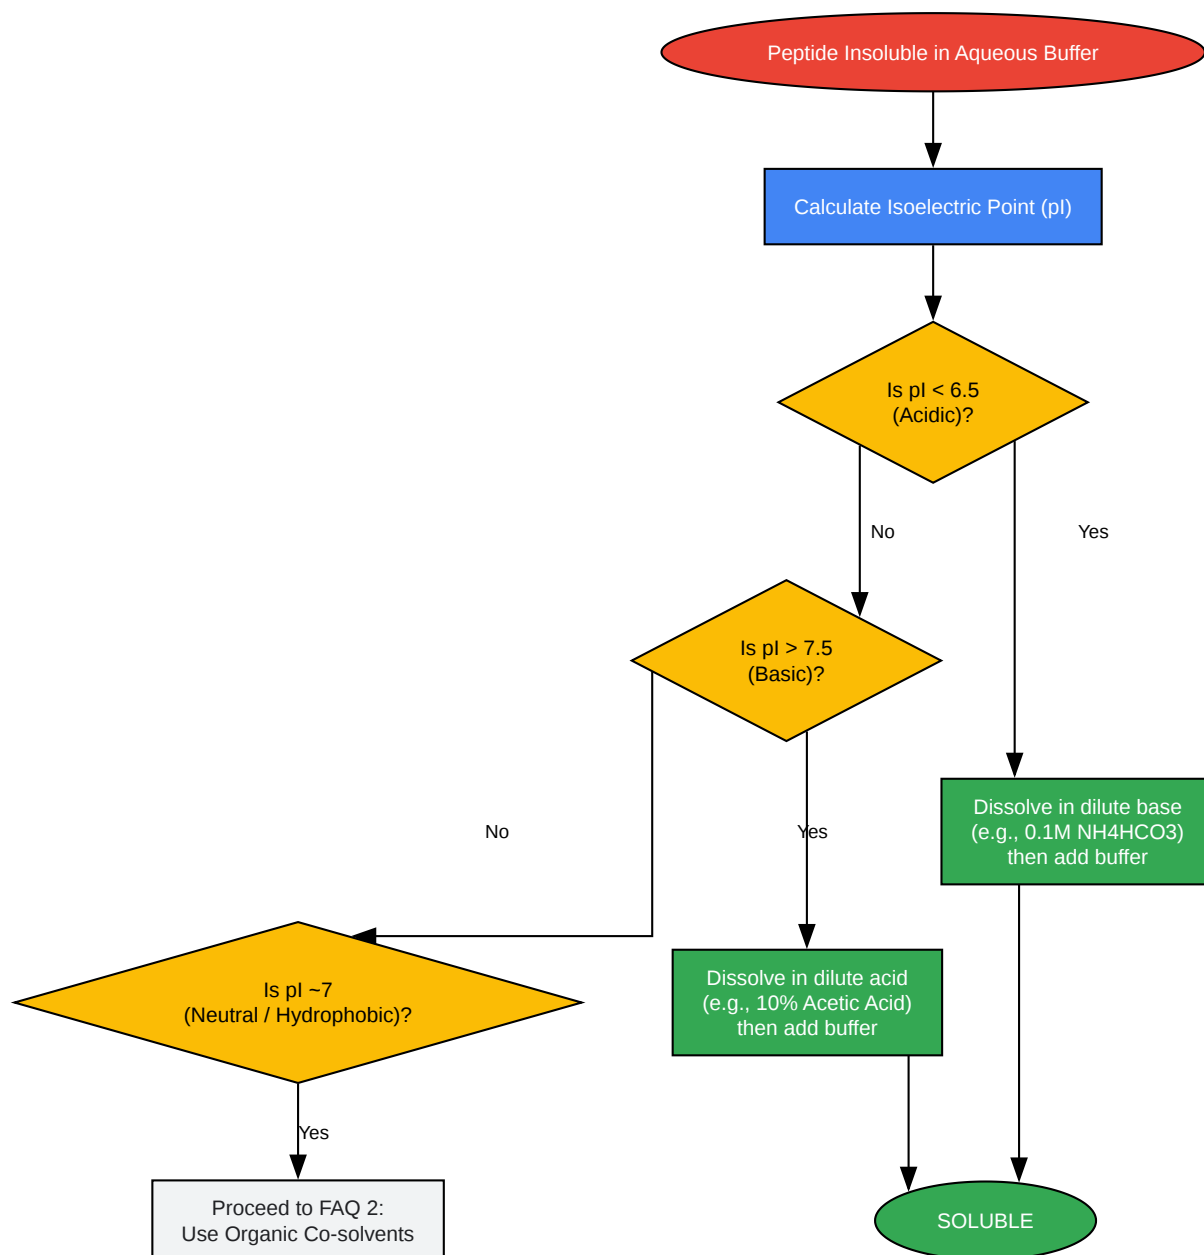 Peptide Insoluble in Aqueous Buffer
Calculate Isoelectric Point (pI)
Is pI < 6.5
(Acidic)?
No
Yes
Is pI > 7.5
(Basic)?
No
Yes
Dissolve in dilute base
(e.g., 0.1M NH4HCO3)
then add buffer
Is pI ~7
(Neutral / Hydrophobic)?
Dissolve in dilute acid
(e.g., 10% Acetic Acid)
then add buffer
Yes
Proceed to FAQ 2:
Use Organic Co-solvents
SOLUBLE